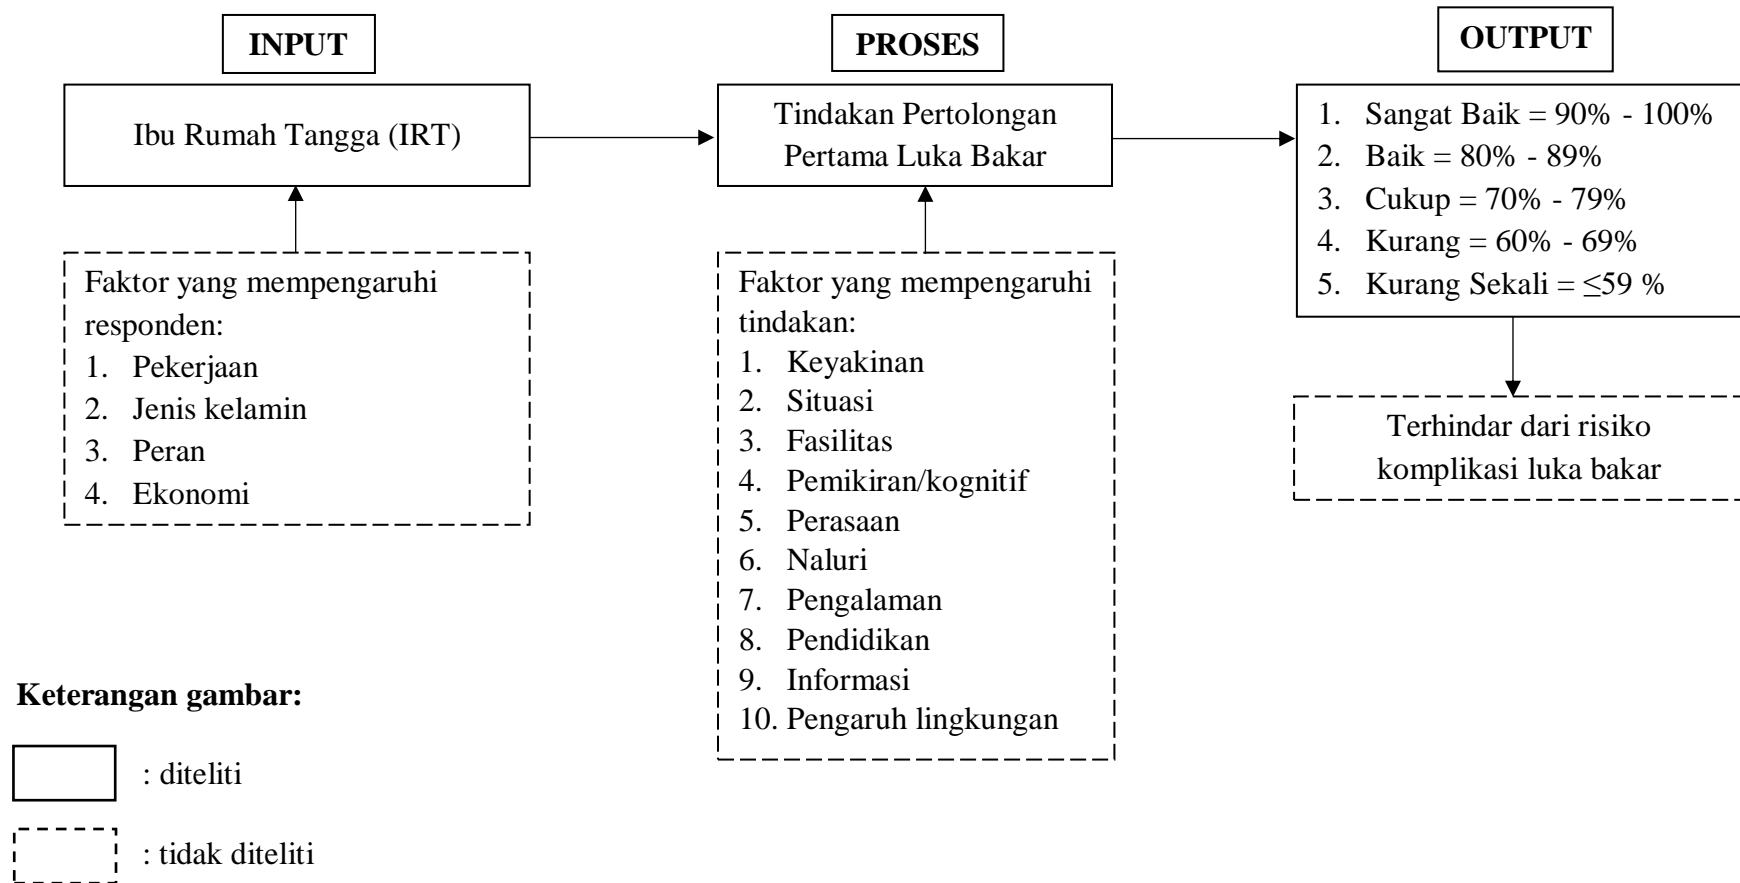 INPUT
PROSES
OUTPUT
Ibu Rumah Tangga (IRT)
Tindakan Pertolongan
Pertama Luka Bakar
1. Sangat Baik = 90% - 100%
2. Baik = 80% - 89%
3. Cukup = 70% - 79%
4. Kurang = 60% - 69%
5. Kurang Sekali = ≤59 %
Faktor yang mempengaruhi
responden:
1. Pekerjaan
2. Jenis kelamin
3. Peran
4. Ekonomi
Faktor yang mempengaruhi
tindakan:
1. Keyakinan
2. Situasi
3. Fasilitas
4. Pemikiran/kognitif
5. Perasaan
6. Naluri
7. Pengalaman
8. Pendidikan
9. Informasi
10. Pengaruh lingkungan
Terhindar dari risiko
komplikasi luka bakar
Keterangan gambar:
: diteliti
: tidak diteliti